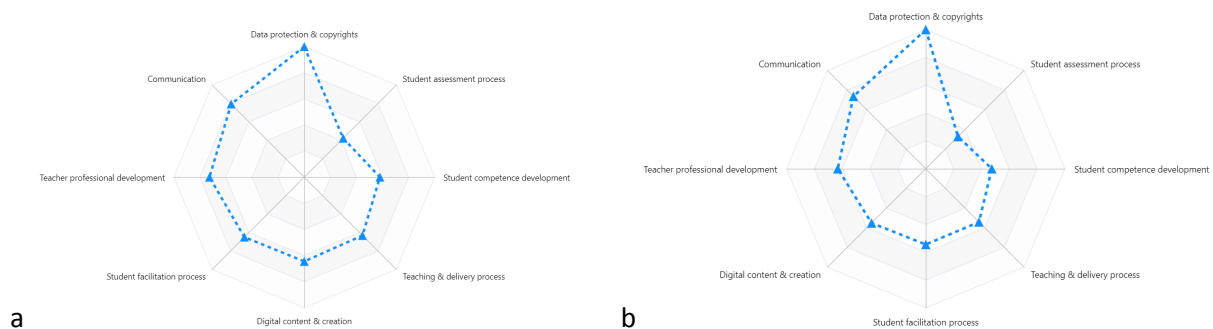 Data protection & copyrights
Communication
Student assessment process
Teacher professional development
Student competence development
Student facilitation process
Teaching & delivery process
Digital content & creation
a
Data protection & copyrights
Communication
Student assessment process
Teacher professional development
Student competence development
Digital content & creation
Teaching & delivery process
Student facilitation process
b